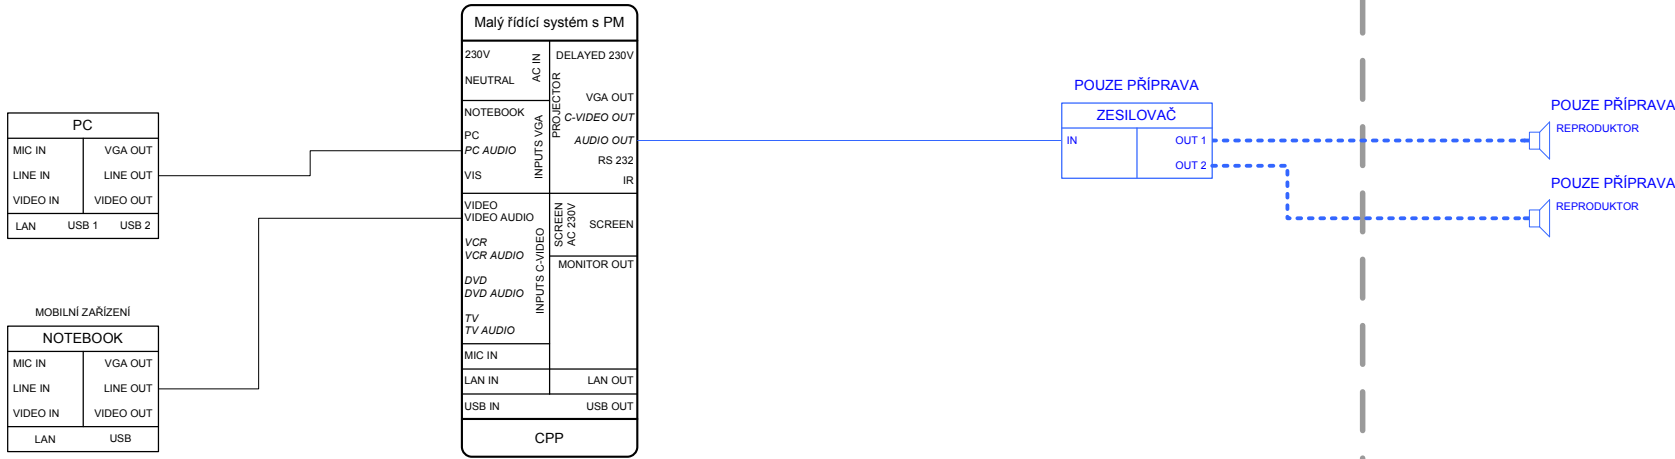 PC
MIC IN
VGA OUT
LINE IN
LINE OUT
VIDEO IN
VIDEO OUT
LAN
USB 1
USB 2
MOBILNÍ ZAŘÍZENÍ
NOTEBOOK
MIC IN
VGA OUT
LINE IN
LINE OUT
VIDEO IN
VIDEO OUT
LAN
USB
Malý řídící systém s PM
230V
NEUTRAL
AC IN
NOTEBOOK
PC
PC AUDIO
VIS
INPUTS VGA
VIDEO
VIDEO AUDIO
VCR
VCR AUDIO
DVD
DVD AUDIO
TV
TV AUDIO
INPUTS C-VIDEO
MIC IN
DELAYED 230V
PROJECTOR
VGA OUT
C-VIDEO OUT
AUDIO OUT
RS 232
IR
SCREEN
AC 230V
SCREEN
MONITOR OUT
LAN IN
LAN OUT
USB IN
USB OUT
CPP
POUZE PŘÍPRAVA
ZESILOVAČ
IN
OUT 1
OUT 2
POUZE PŘÍPRAVA
REPRODUKTOR
POUZE PŘÍPRAVA
REPRODUKTOR